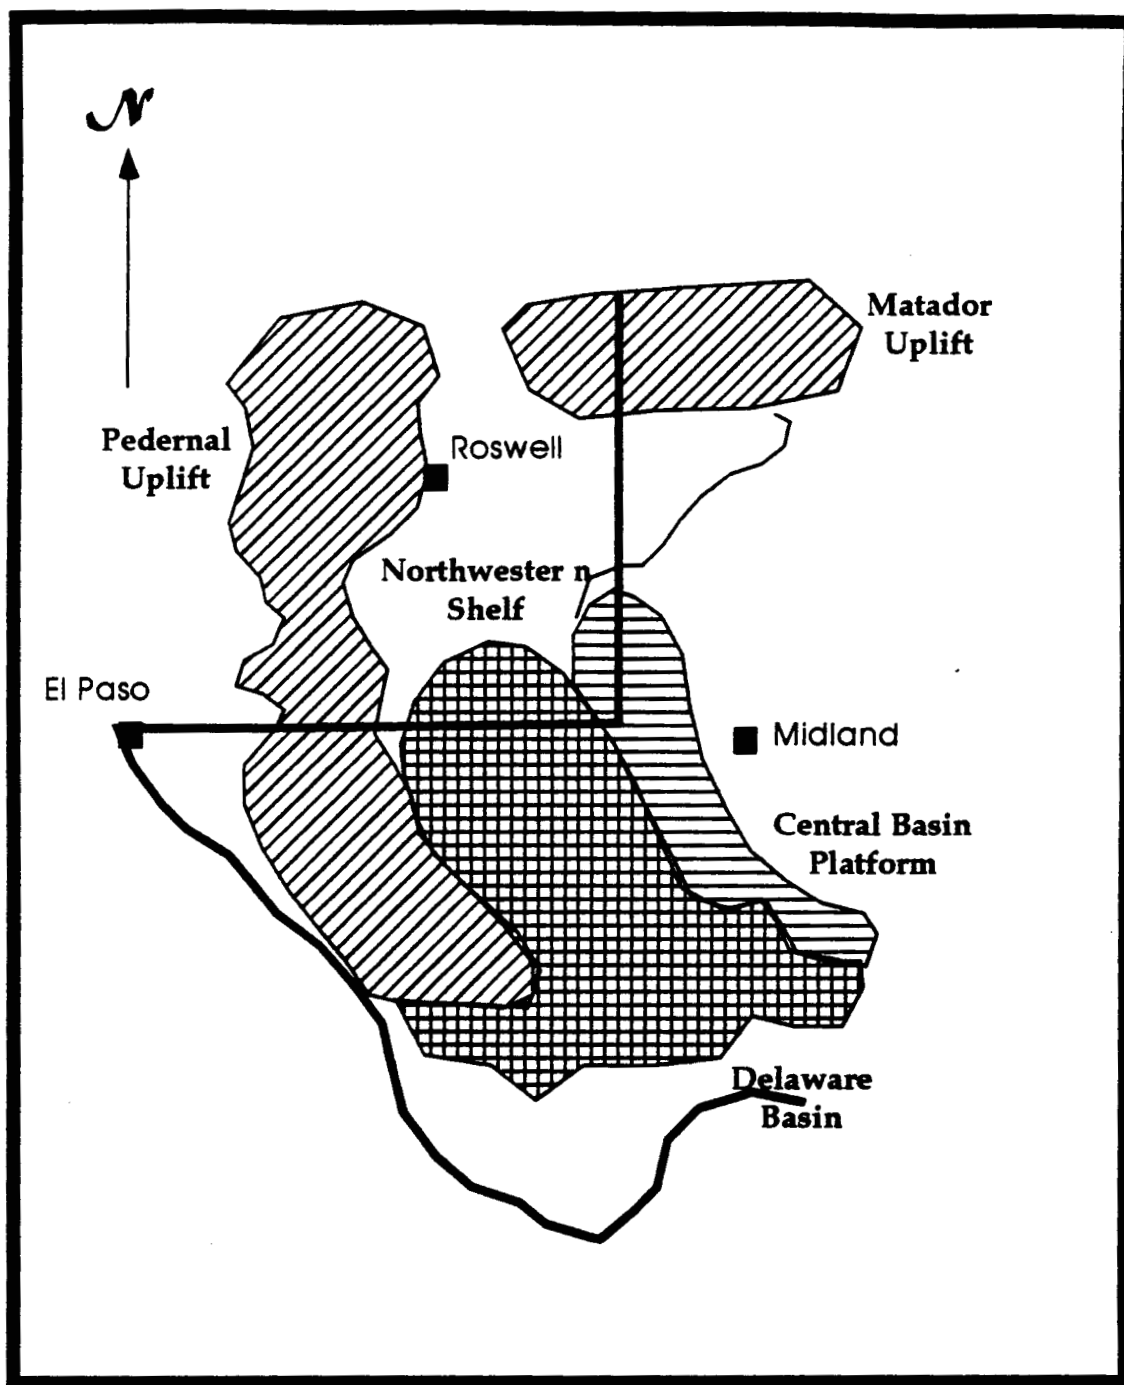 N
Matador
Uplift
Pedernal
Uplift
Roswell
Northwester n
Shelf
El Paso
Midland
Central Basin
Platform
Delaware
Basin